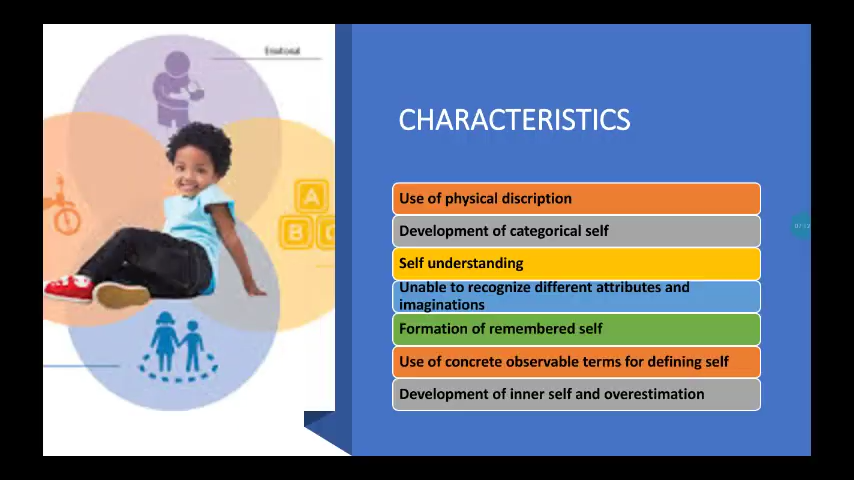 Emotional
CHARACTERISTICS
Use of physical discription
Development of categorical self
Self understanding
Unable to recognize different attributes and
imaginations
Formation of remembered self
Use of concrete observable terms for defining self
Development of inner self and overestimation
A
B